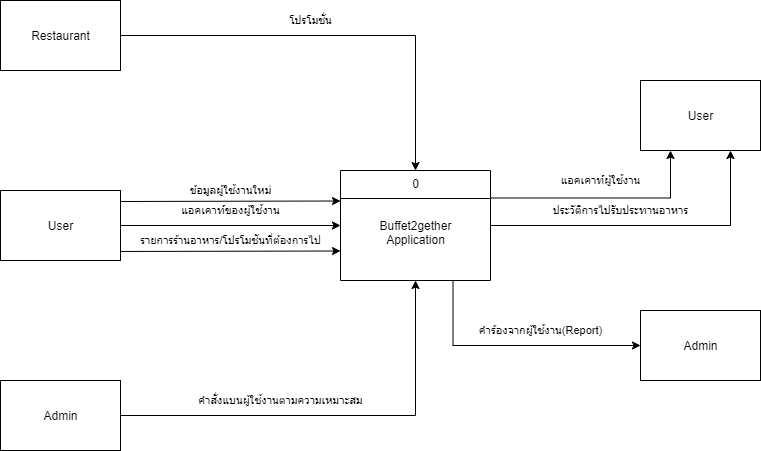 โปรโมชั่น
Restaurant
User
0
แอคเคาท์ผู้ใช้งาน
ข้อมูลผู้ใช้งานใหม่
แอคเคาท์ของผู้ใช้งาน
ประวัติการไปรับประทานอาหาร
User
Buffet2gether
Application
รายการร้านอาหาร/โปรโมชันที่ต้องการไป
คำร้องจากผู้ใช้งาน(Report)
Admin
คำสั่งแบนผู้ใช้งานตามความเหมาะสม
Admin